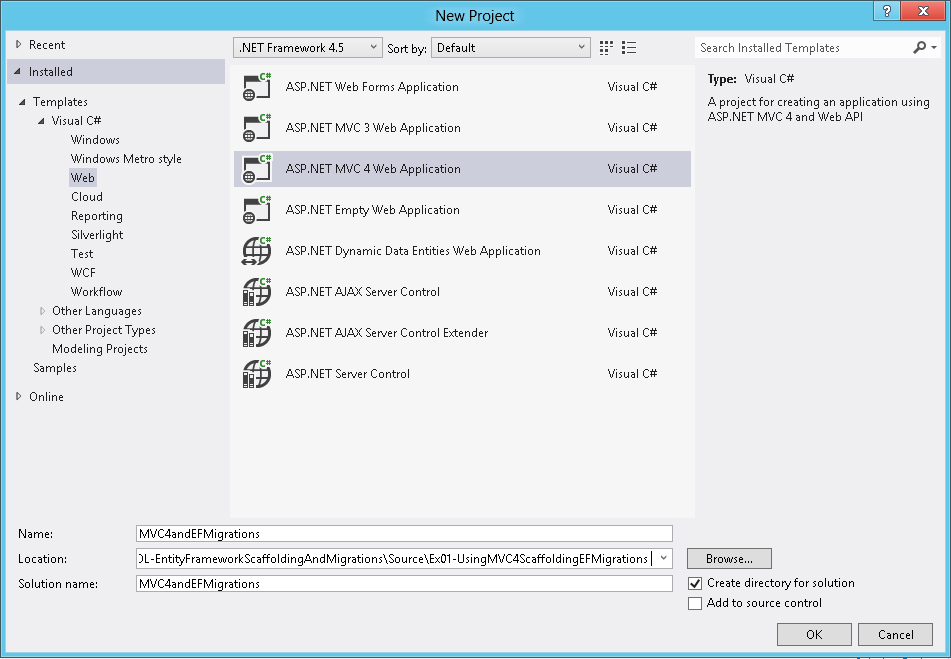 New Project
?
Recent
Installed
Templates
Visual C#
Windows
Windows Metro style
Web
Cloud
Reporting
Silverlight
Test
WCF
Workflow
Other Languages
Other Project Types
Modeling Projects
Samples
Online
.NET Framework 4.5 Sort by: Default
ASP.NET Web Forms Application Visual C#
ASP.NET MVC 3 Web Application Visual C#
ASP.NET MVC 4 Web Application Visual C#
ASP.NET Empty Web Application Visual C#
ASP.NET Dynamic Data Entities Web Application Visual C#
ASP.NET AJAX Server Control Visual C#
ASP.NET AJAX Server Control Extender Visual C#
ASP.NET Server Control Visual C#
Search Installed Templates
Type: Visual C#
A project for creating an application using
ASP.NET MVC 4 and Web API
Name: MVC4andEFMigrations
Location: OL-EntityFrameworkScaffoldingAndMigrations\Source\Ex01-UsingMVC4ScaffoldingEFMigrations Browse...
Solution name: MVC4andEFMigrations
Create directory for solution
Add to source control
OK Cancel